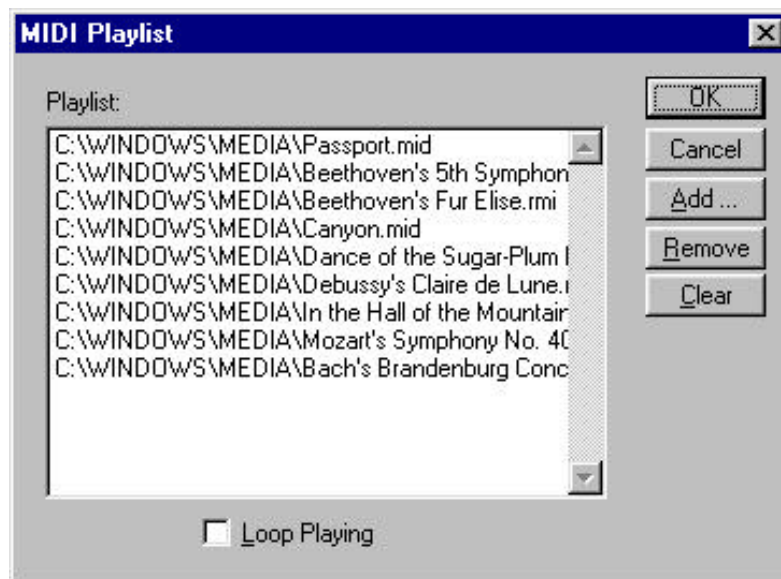 MIDI Playlist
Playlist:
C:\WINDOWS\MEDIA\Passport.mid
C:\WINDOWS\MEDIA\Beethoven's 5th Symphon
C:\WINDOWS\MEDIA\Beethoven's Fur Elise.rmi
C:\WINDOWS\MEDIA\Canyon.mid
C:\WINDOWS\MEDIA\Dance of the Sugar-Plum
C:\WINDOWS\MEDIA\Debussy's Claire de Lune.
C:\WINDOWS\MEDIA\In the Hall of the Mountain
C:\WINDOWS\MEDIA\Mozart's Symphony No. 40
C:\WINDOWS\MEDIA\Bach's Brandenburg Conc
OK
Cancel
Add ...
Remove
Clear
Loop Playing